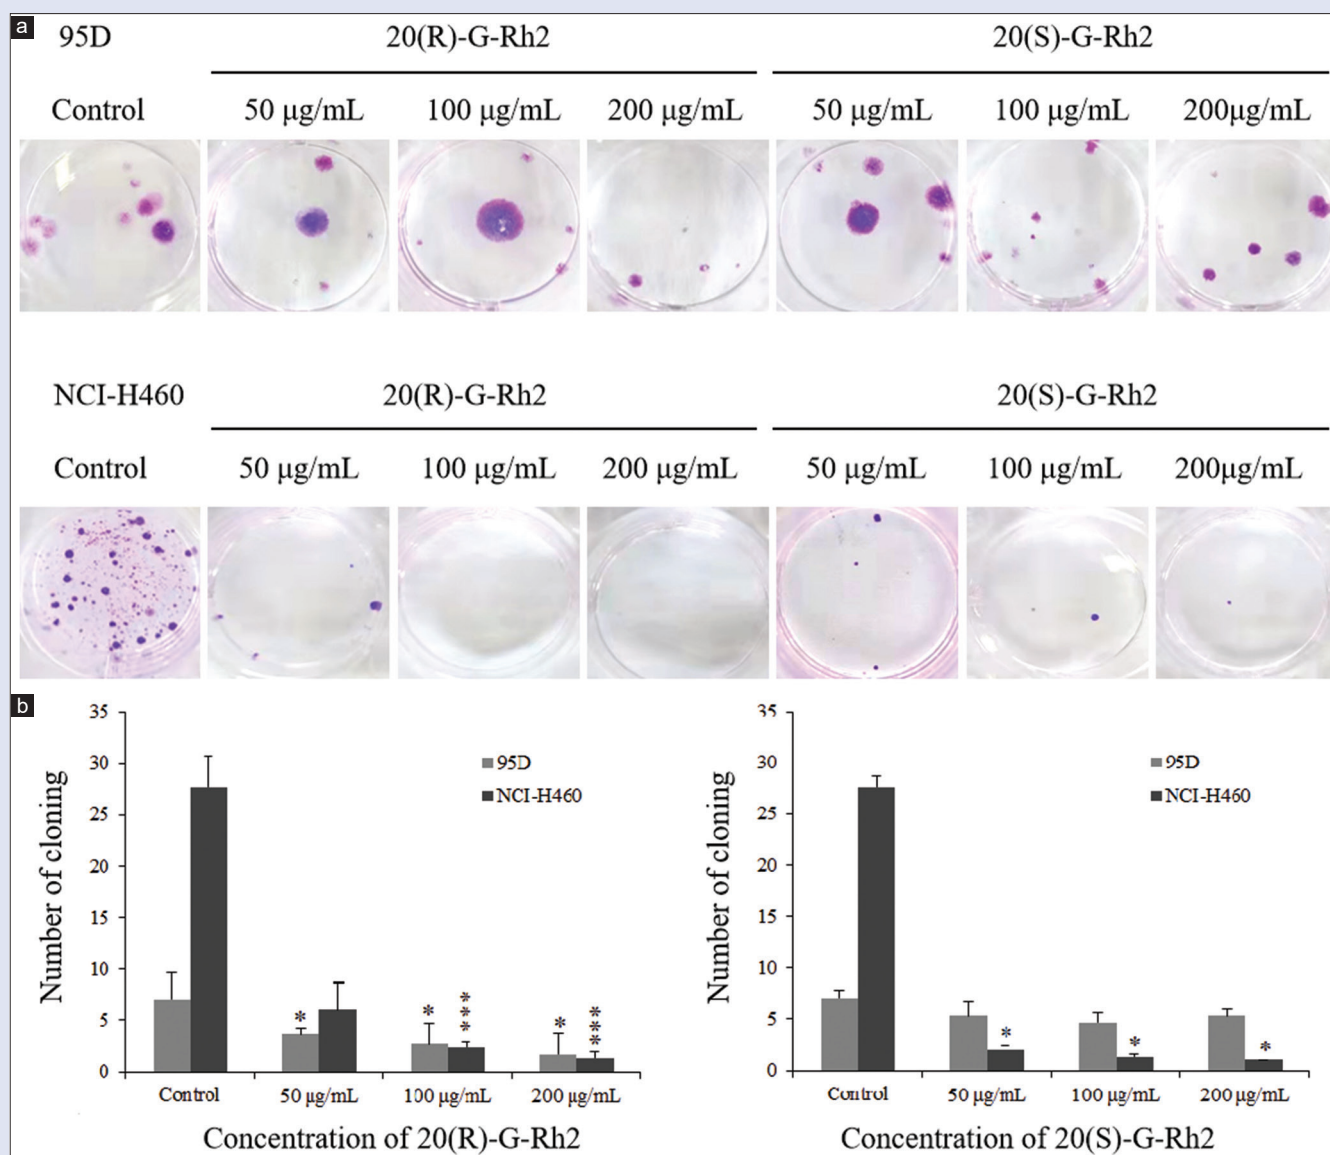 a
95D 20(R)-G-Rh2 20(S)-G-Rh2
Control 50 μg/mL 100 μg/mL 200 μg/mL 50 μg/mL 100 μg/mL 200μg/mL
NCI-H460 20(R)-G-Rh2 20(S)-G-Rh2
Control 50 μg/mL 100 μg/mL 200 μg/mL 50 μg/mL 100 μg/mL 200μg/mL
b
Number of cloning
35
30
25
20
15
10
5
0
95D
NCI-H460
* * *** * ***
Control 50 μg/mL 100 μg/mL 200 μg/mL
Concentration of 20(R)-G-Rh2
Number of cloning
35
30
25
20
15
10
5
0
95D
NCI-H460
* * *
Control 50 μg/mL 100 μg/mL 200 μg/mL
Concentration of 20(S)-G-Rh2